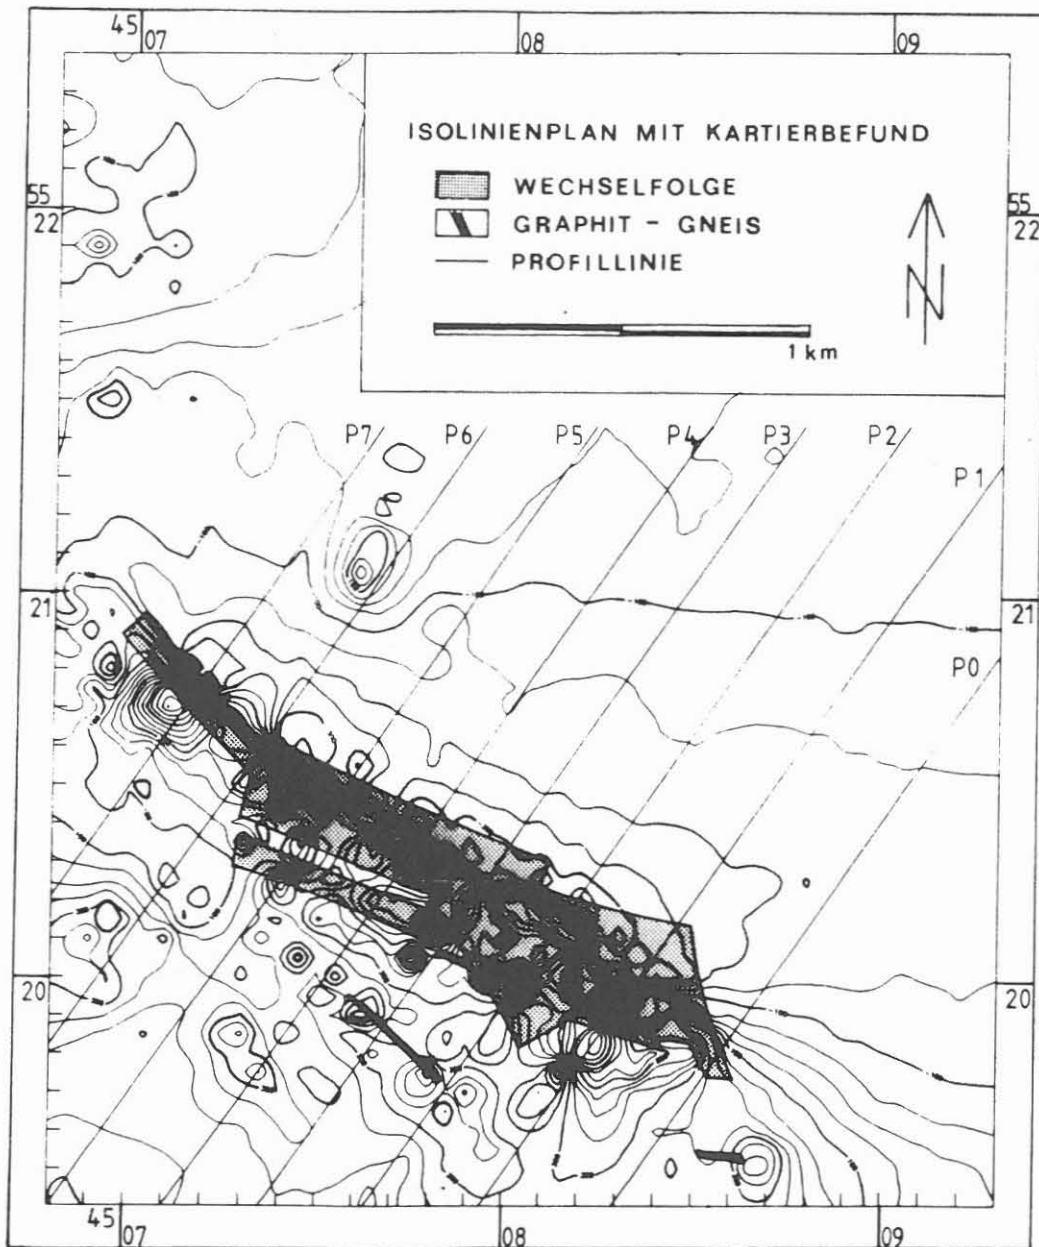 45
07
08
09
ISOLINIENPLAN MIT KARTIERBEFUND
WECHSELFOLGE
GRAPHIT - GNEIS
PROFILLINIE
N
1 km
55
22
55
22
P7
P6
P5
P4
P3
P2
P1
21
21
P0
20
20
45
07
08
09